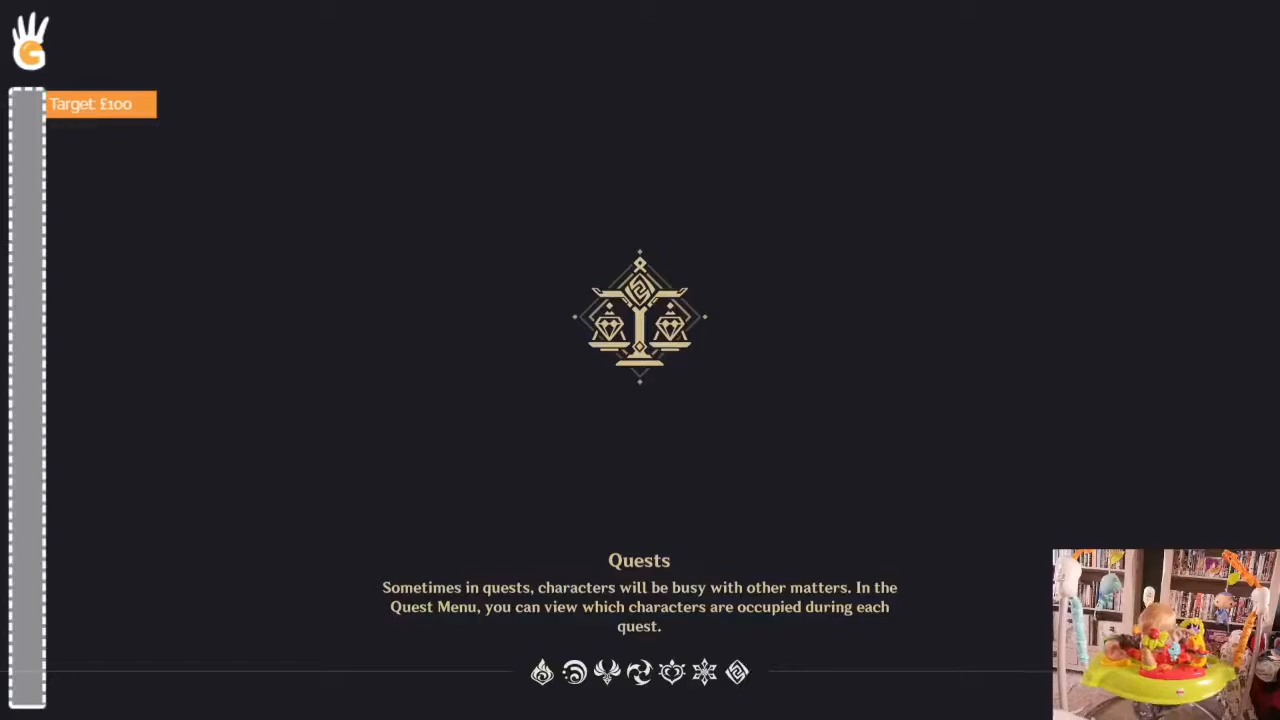 Target: £100
Quests
Sometimes in quests, characters will be busy with other matters. In the
Quest Menu, you can view which characters are occupied during each
quest.